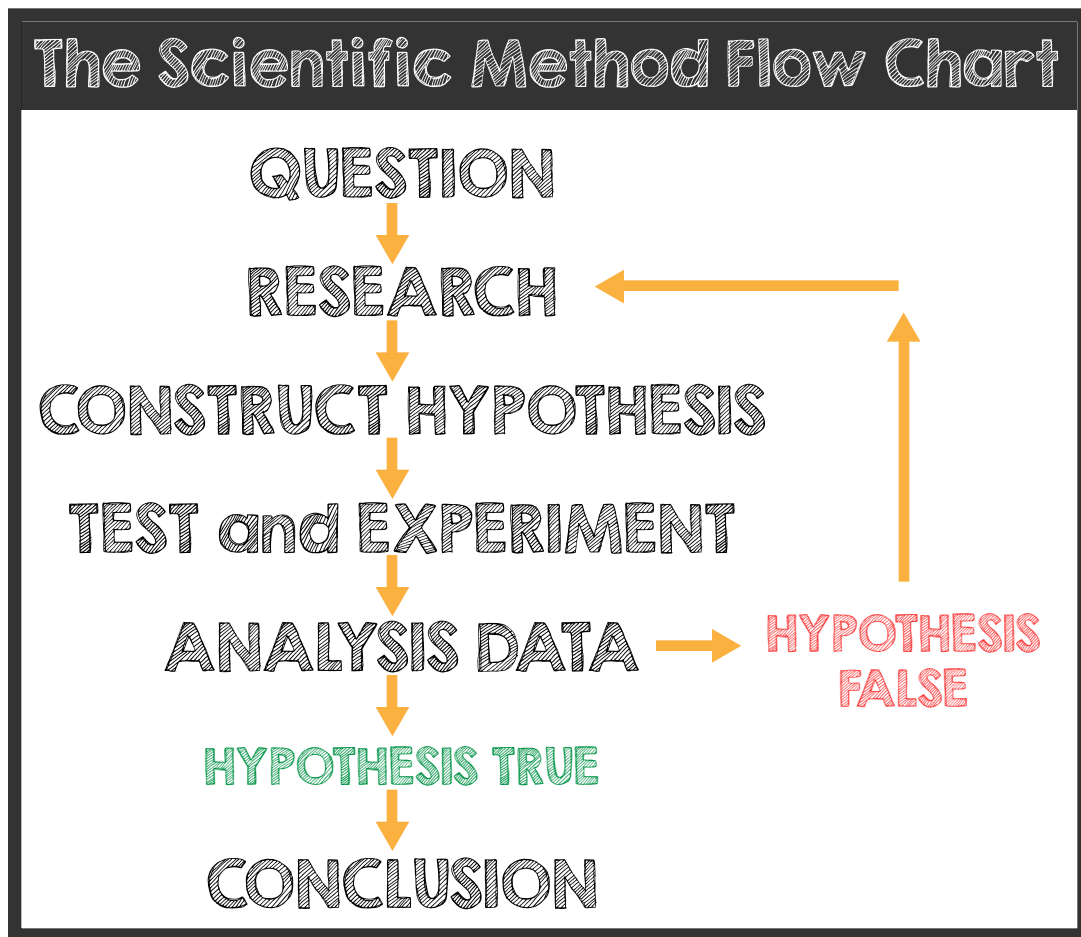 The Scientific Method Flow Chart
QUESTION
RESEARCH
CONSTRUCT HYPOTHESIS
TEST and EXPERIMENT
ANALYSIS DATA
HYPOTHESIS
FALSE
HYPOTHESIS TRUE
CONCLUSION